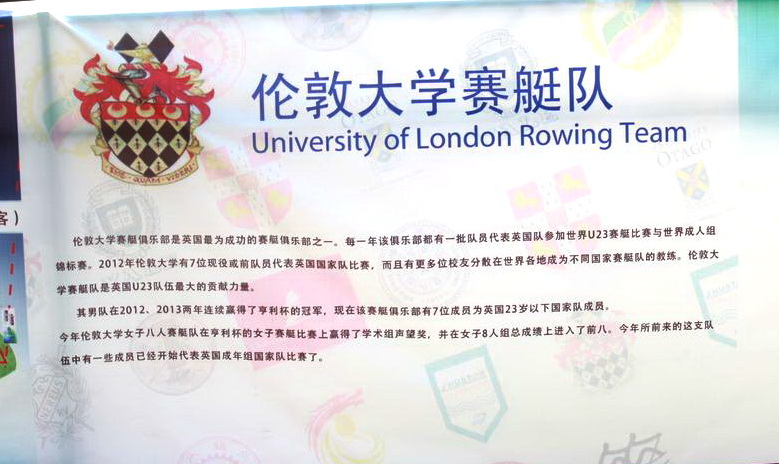 伦敦大学赛艇队
University of London Rowing Team
OTAGO
ESSE QUAM VIDERI
客）
伦敦大学赛艇俱乐部是英国最为成功的赛艇俱乐部之一。每一年该俱乐部都有一批队员代表英国队参加世界U23赛艇比赛与世界成人组
锦标赛。2012年伦敦大学有7位现役或前队员代表英国国家队比赛，而且有更多位校友分散在世界各地成为不同国家赛艇队的教练。伦敦大
学赛艇队是英国U23队伍最大的贡献力量。
其男队在2012、2013两年连续赢得了亨利杯的冠军，现在该赛艇俱乐部有7位成员为英国23岁以下国家队成员。
今年伦敦大学女子八人赛艇队在亨利杯的女子赛艇比赛上赢得了学术组声望奖，并在女子8人组总成绩上进入了前八。今年所前来的这支队
伍中有一些成员已经开始代表英国成年组国家队比赛了。